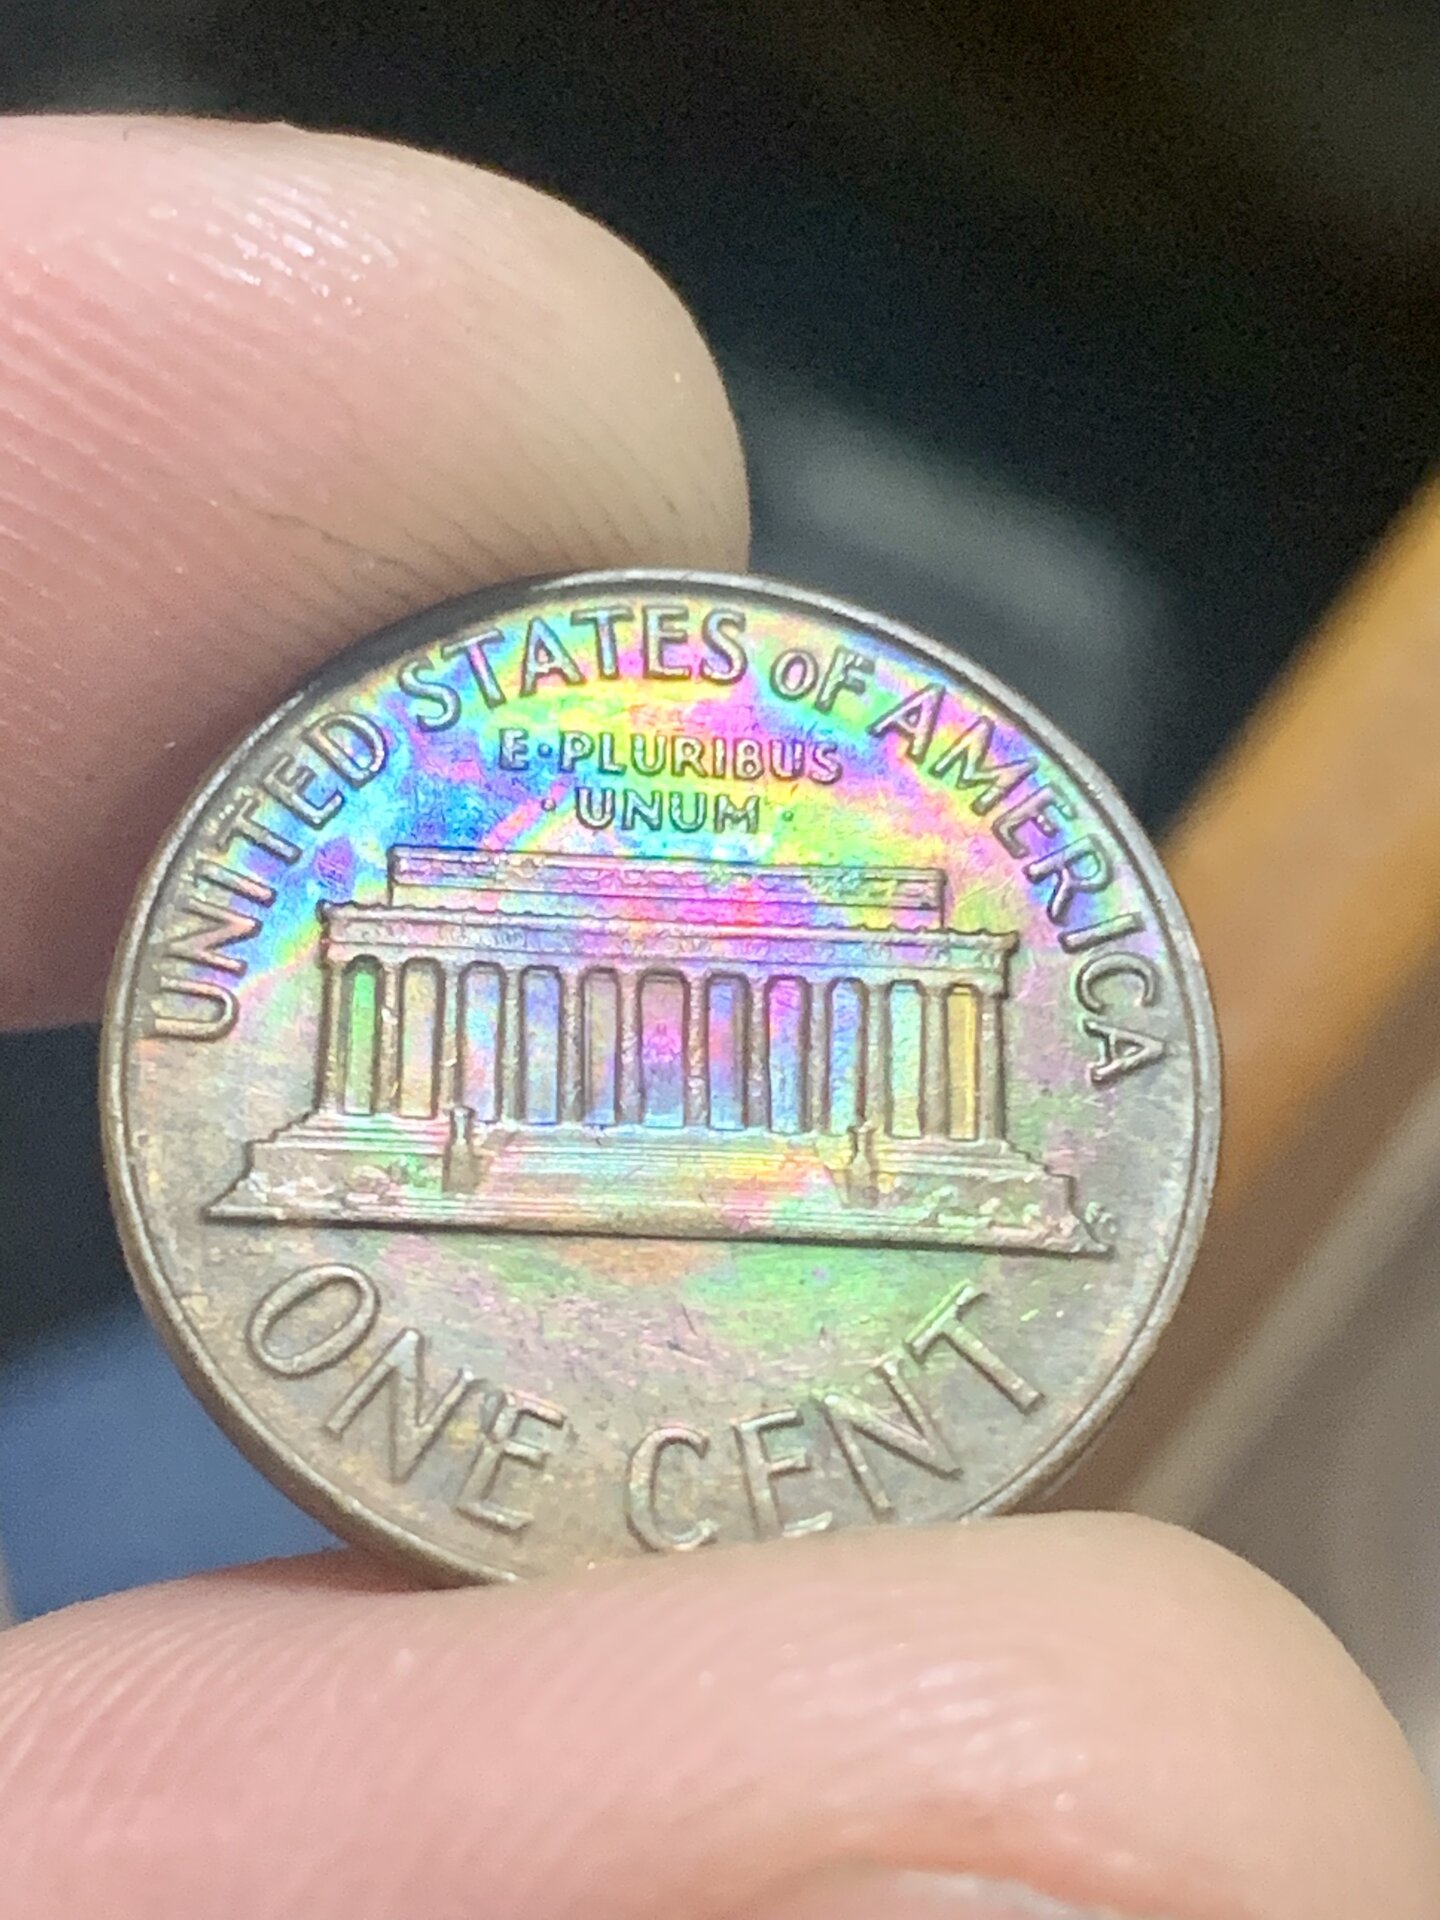 UNITED STATES OF AMERICA
E·PLURIBUS
·UNUM·
ONE CENT